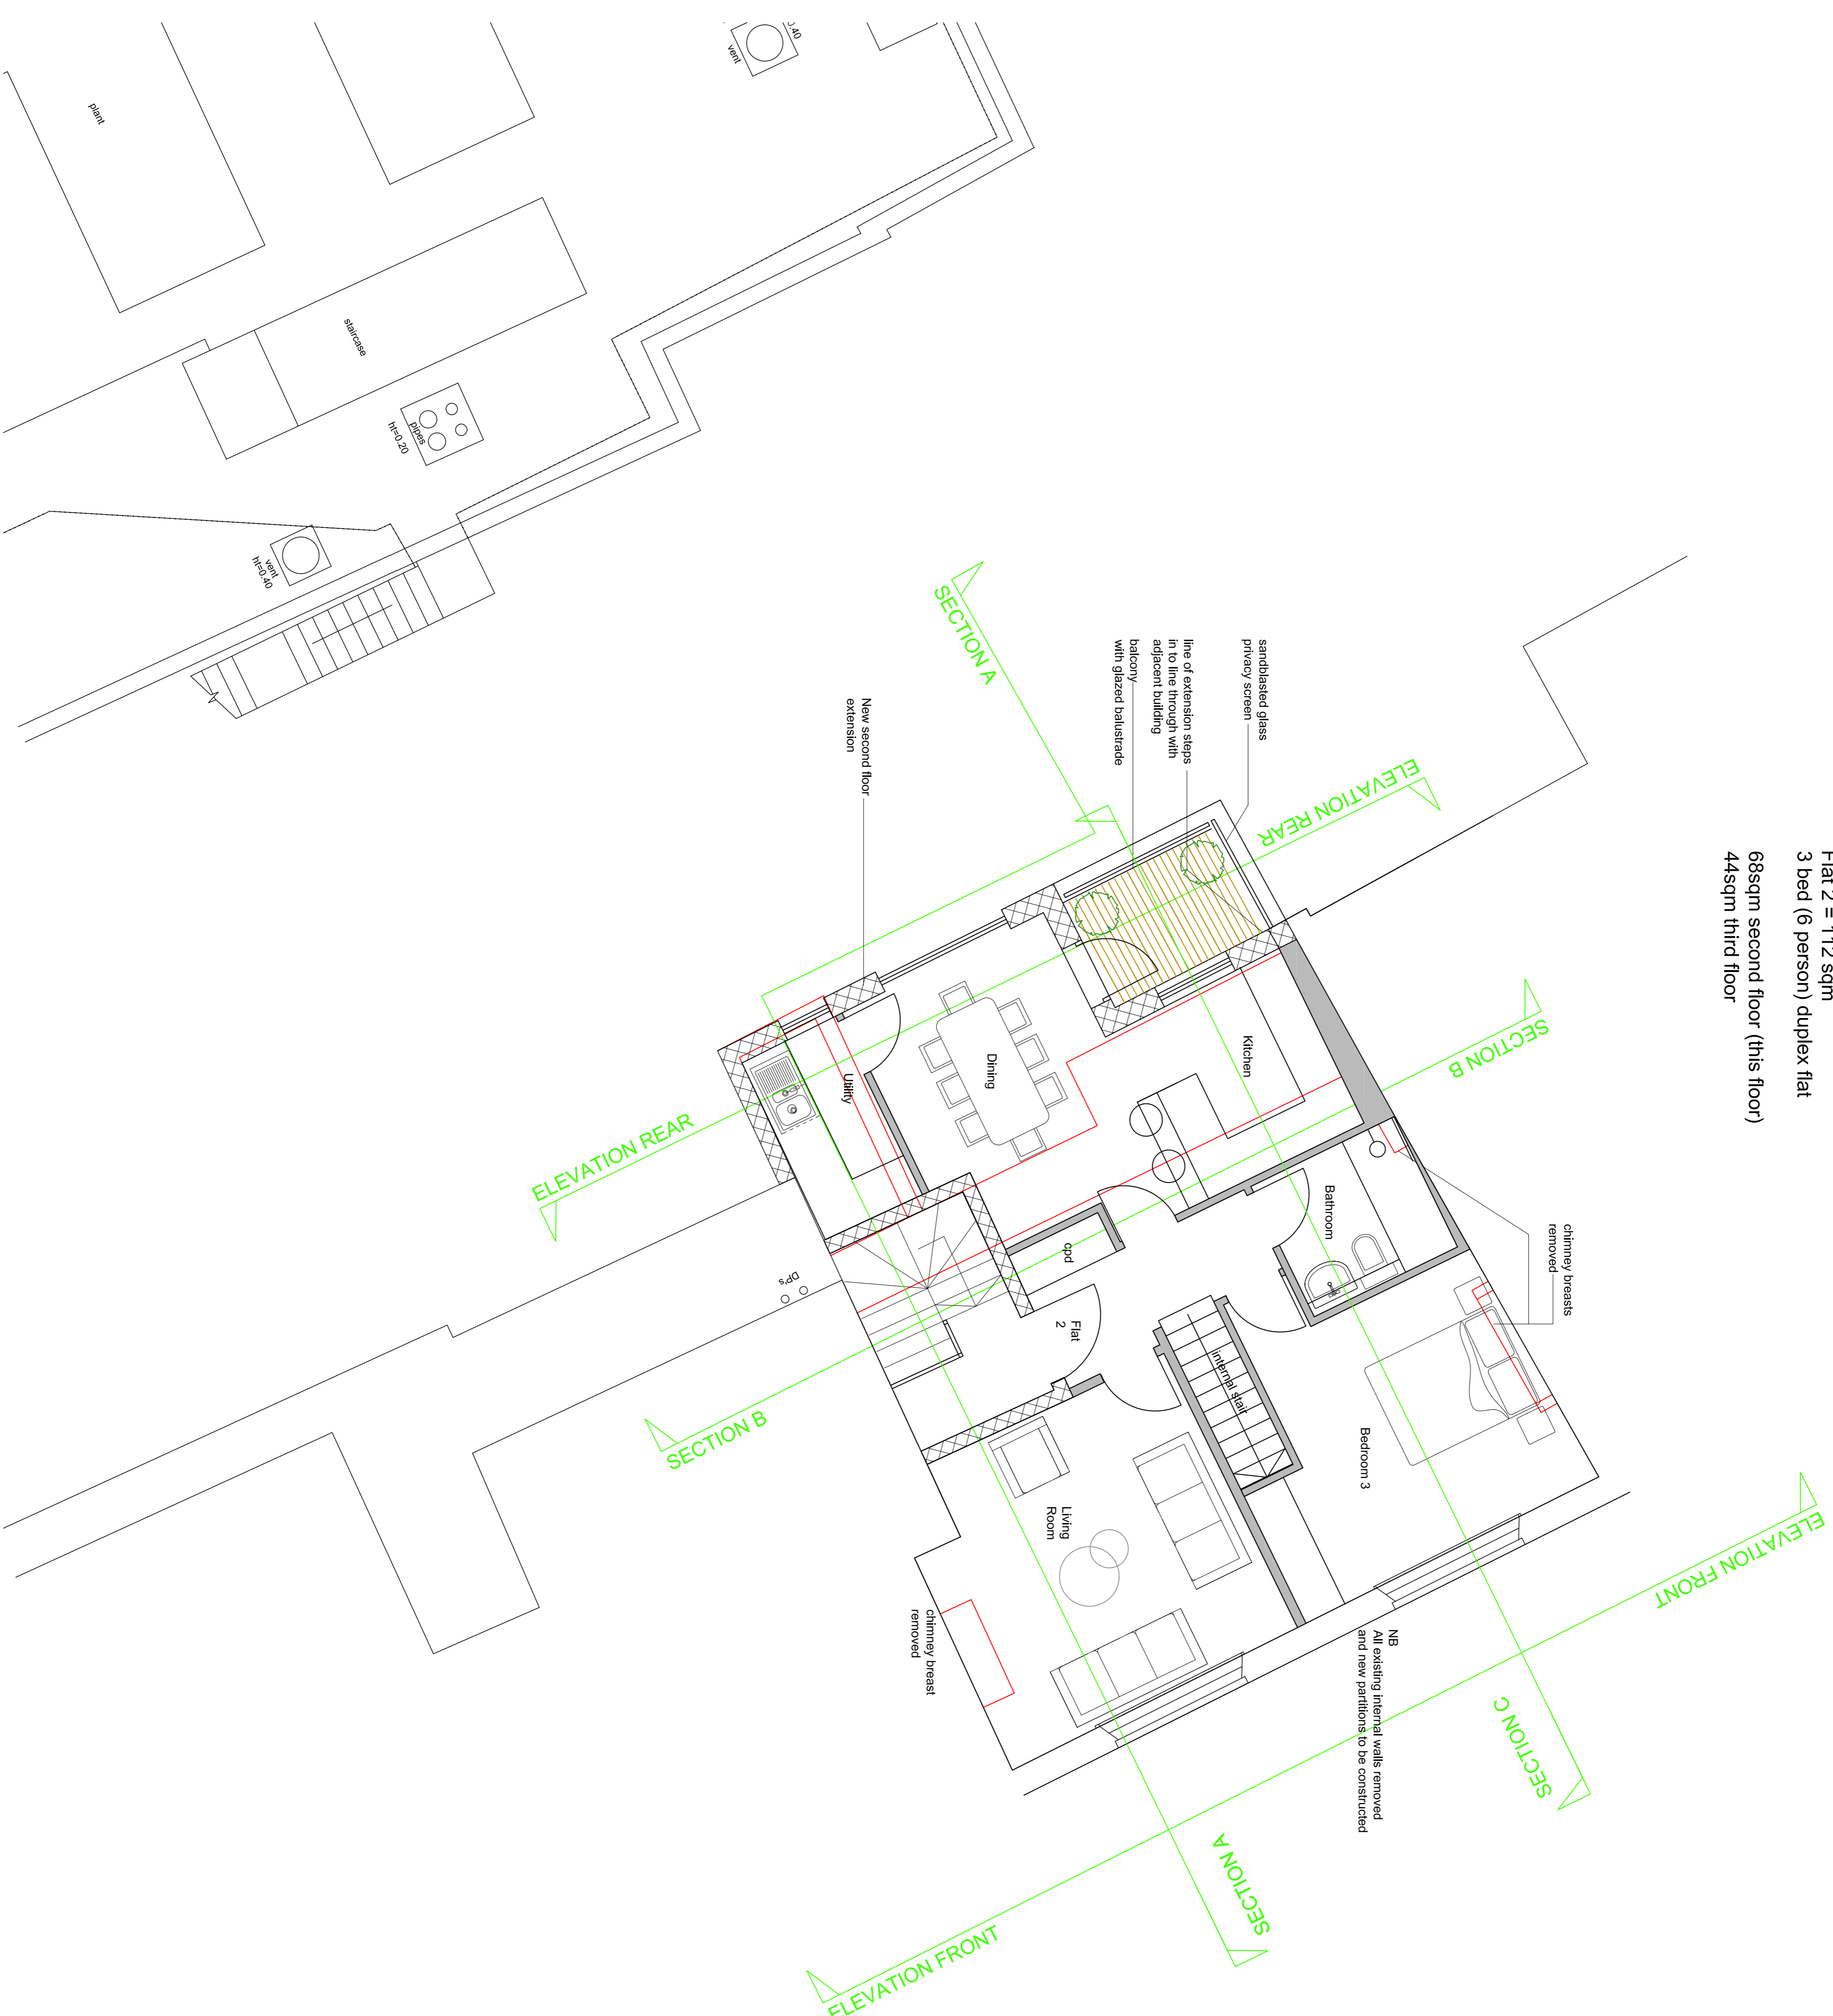 Flat 2 = 112 sqm
3 bed (6 person) duplex flat
68sqm second floor (this floor)
44sqm third floor
0.40
vent
plant
staircase
pipes
ht=0.20
vent
ht=0.40
SECTION A
sandblasted glass
privacy screen
line of extension steps
in to line through with
adjacent building
balcony
with glazed balustrade
New second floor
extension
ELEVATION REAR
SECTION B
Kitchen
Dining
Utility
ELEVATION REAR
Bathroom
chimney breasts
removed
cpd
DP's
Flat
2
internal stair
Bedroom 3
SECTION B
Living
Room
ELEVATION FRONT
chimney breast
removed
NB
All existing internal walls removed
and new partitions to be constructed
SECTION C
SECTION A
ELEVATION FRONT